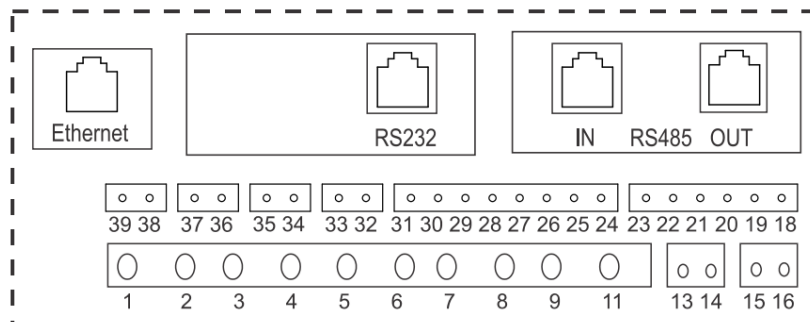 Ethernet
RS232
IN RS485 OUT
39 38 37 36 35 34 33 32 31 30 29 28 27 26 25 24 23 22 21 20 19 18
1 2 3 4 5 6 7 8 9 11 13 14 15 16